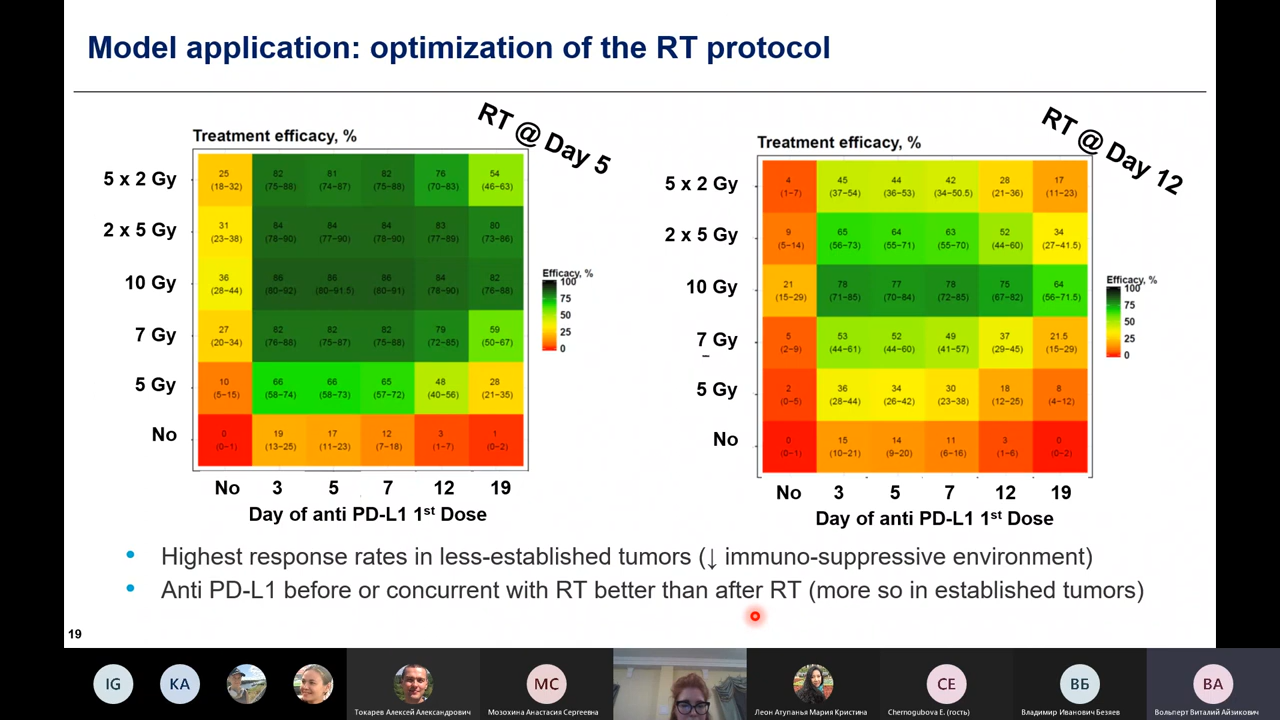 Model application: optimization of the RT protocol
RT @ Day 5
Treatment efficacy, %
5 x 2 Gy
25 82 81 82 76 54
(18–32) (75–88) (74–87) (75–88) (70–83) (46–63)
2 x 5 Gy
31 84 84 84 83 80
(23–38) (78–90) (77–90) (78–90) (77–89) (73–86)
10 Gy
36 86 86 86 84 82
(28–44) (80–92) (80–91.5) (80–91) (78–90) (76–88)
7 Gy
27 82 82 82 79 59
(20–34) (76–88) (75–87) (75–88) (72–85) (50–67)
5 Gy
10 66 66 65 48 28
(5–15) (58–74) (58–73) (57–72) (40–56) (21–35)
No
0 19 17 12 3 1
(0–1) (13–25) (11–23) (7–18) (1–7) (0–2)
No 3 5 7 12 19
Day of anti PD-L1 1st Dose
Efficacy, %
100
75
50
25
0
RT @ Day 12
Treatment efficacy, %
5 x 2 Gy
4 45 44 42 28 17
(1–7) (37–54) (36–53) (34–50.5) (21–36) (11–23)
2 x 5 Gy
9 65 64 63 52 34
(5–14) (56–73) (55–71) (55–70) (44–60) (27–41.5)
10 Gy
21 78 77 78 75 64
(15–29) (71–85) (70–84) (72–85) (67–82) (56–71.5)
7 Gy
5 53 52 49 37 21.5
(2–9) (44–61) (44–60) (41–57) (29–45) (15–29)
5 Gy
2 36 34 30 18 8
(0–5) (28–44) (26–42) (23–38) (12–25) (4–12)
No
0 15 14 11 3 0
(0–1) (10–21) (9–20) (6–16) (1–6) (0–2)
No 3 5 7 12 19
Day of anti PD-L1 1st Dose
Efficacy, %
100
75
50
25
0
• Highest response rates in less-established tumors (↓ immuno-suppressive environment)
• Anti PD-L1 before or concurrent with RT better than after RT (more so in established tumors)
19
IG KA MC CE ВБ ВА
Токарев Алексей Александрович Мозохина Анастасия Сергеевна Леон Атупанья Мария Кристина Chernogubova E. (гость) Владимир Иванович Безяев Вольперт Виталий Айзикович